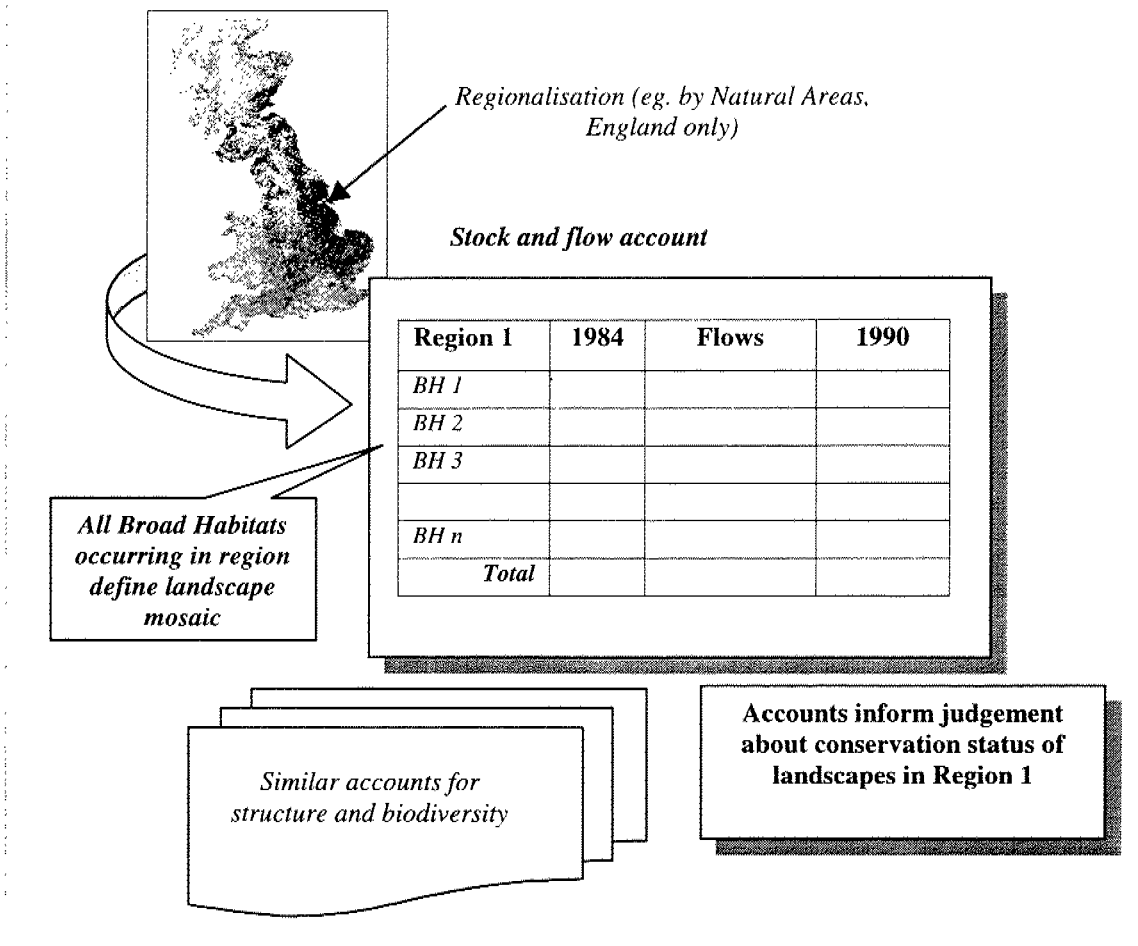 Regionalisation (eg. by Natural Areas,
England only)
Stock and flow account
Region 1 1984 Flows 1990
BH 1
BH 2
BH 3
BH n
Total
All Broad Habitats
occurring in region
define landscape
mosaic
Similar accounts for
structure and biodiversity
Accounts inform judgement
about conservation status of
landscapes in Region 1